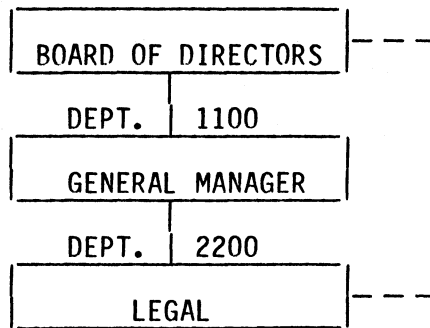 BOARD OF DIRECTORS
DEPT. 1100
GENERAL MANAGER
DEPT. 2200
LEGAL